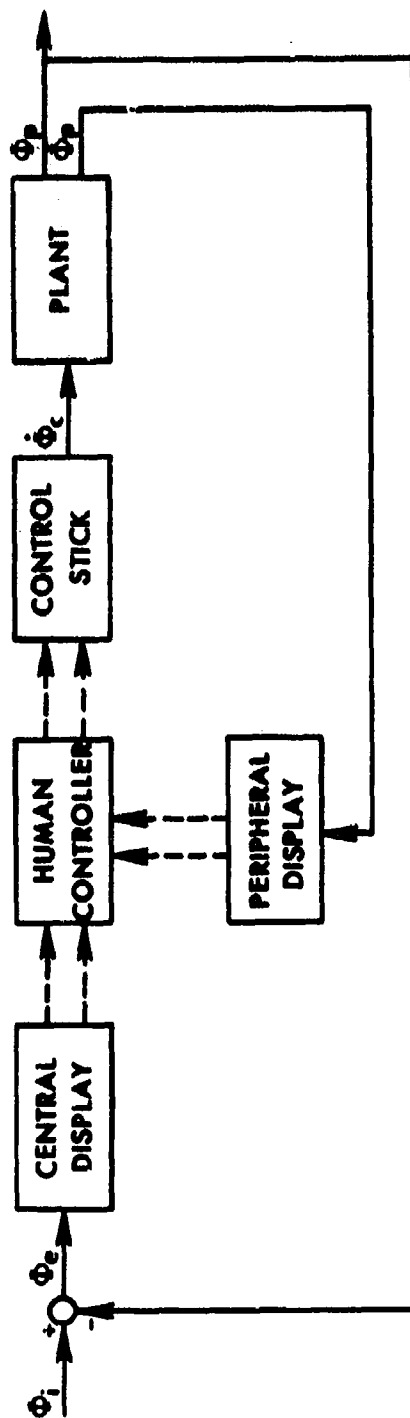 Φi
+
-
Φe
CENTRAL
DISPLAY
HUMAN
CONTROLLER
CONTROL
STICK
Φ̇c
PLANT
Φp
Φp
PERIPHERAL
DISPLAY